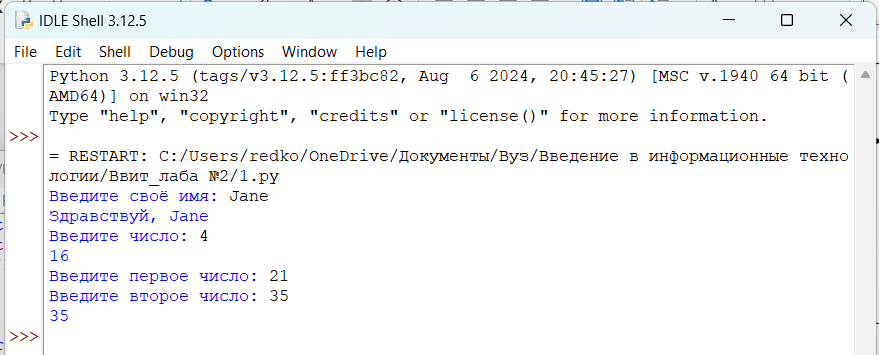 IDLE Shell 3.12.5
File Edit Shell Debug Options Window Help
Python 3.12.5 (tags/v3.12.5:ff3bc82, Aug  6 2024, 20:45:27) [MSC v.1940 64 bit (
AMD64)] on win32
Type "help", "copyright", "credits" or "license()" for more information.
>>>
= RESTART: C:/Users/redko/OneDrive/Документы/Вуз/Введение в информационные техно
логии/Ввит_лаба №2/1.py
Введите своё имя: Jane
Здравствуй, Jane
Введите число: 4
16
Введите первое число: 21
Введите второе число: 35
35
>>>